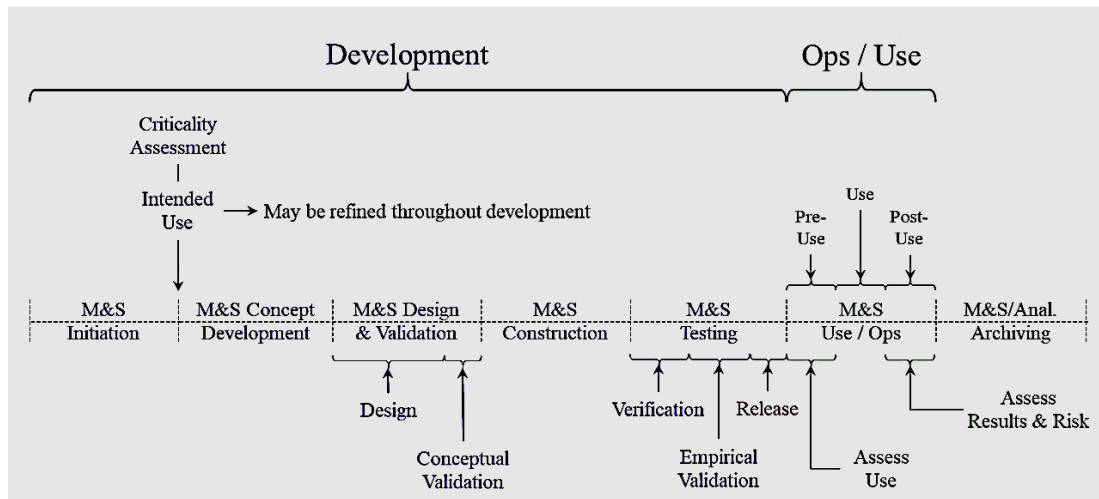 Development
Ops / Use
Criticality
Assessment
Intended
Use
May be refined throughout development
Use
Pre-
Use
Post-
Use
M&S
Initiation
M&S Concept
Development
M&S Design
& Validation
M&S
Construction
M&S
Testing
M&S
Use / Ops
M&S/Anal.
Archiving
Design
Conceptual
Validation
Verification
Empirical
Validation
Release
Assess
Use
Assess
Results & Risk